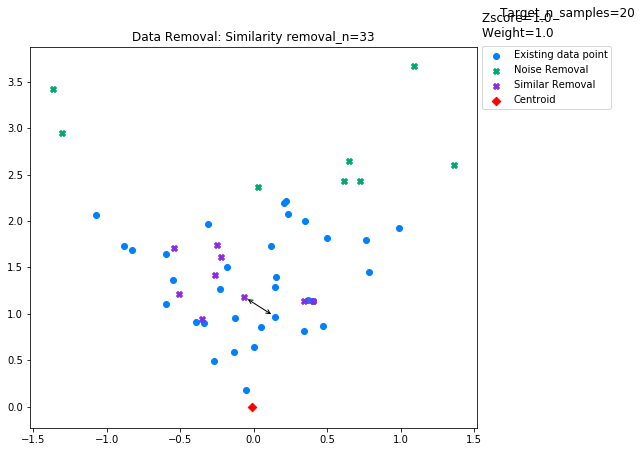 Target_n_samples=20
Zscore=1.0
Weight=1.0
Data Removal: Similarity removal_n=33
Existing data point
Noise Removal
Similar Removal
Centroid
3.5
3.0
2.5
2.0
1.5
1.0
0.5
0.0
−1.5 −1.0 −0.5 0.0 0.5 1.0 1.5